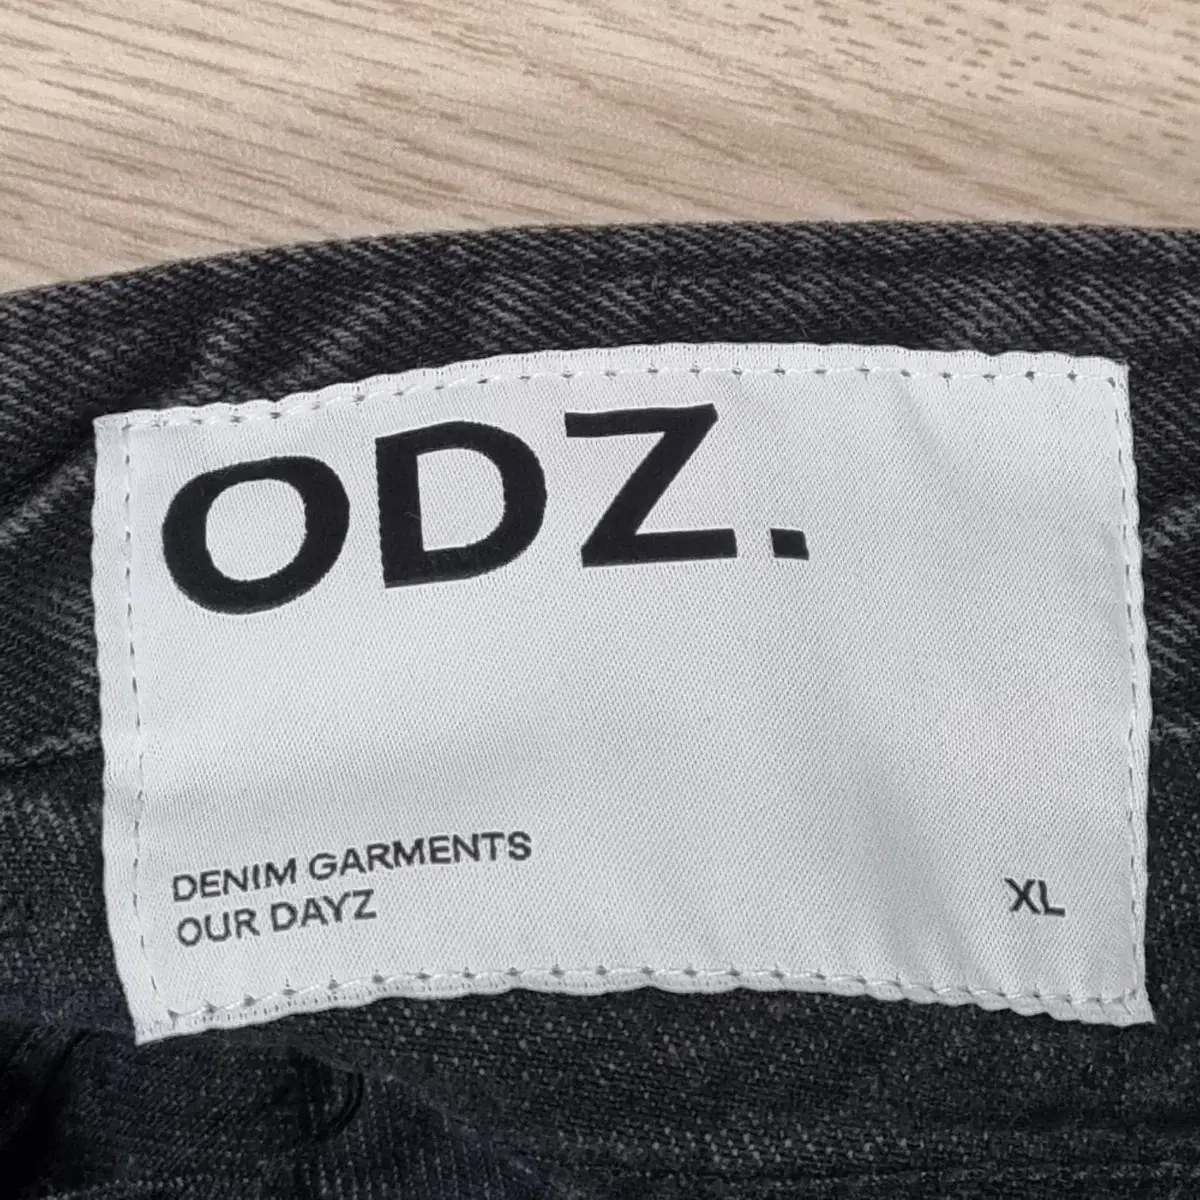 ODZ.
DENIM GARMENTS
OUR DAYZ
XL